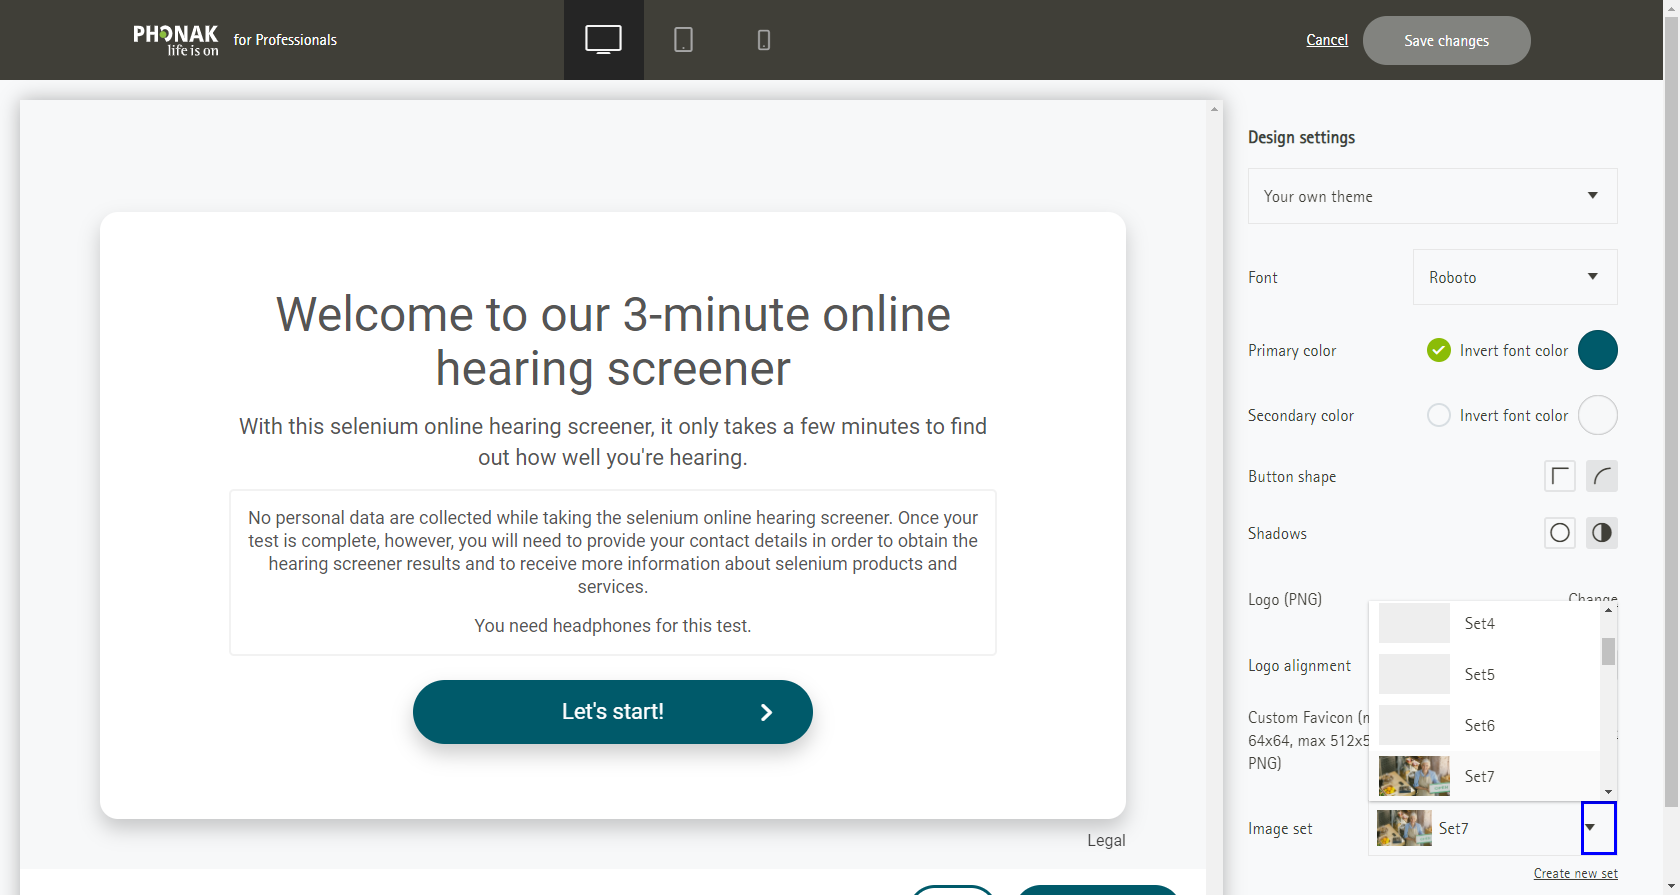 PHONAK
life is on
for Professionals
Cancel
Save changes
Welcome to our 3-minute online
hearing screener
With this selenium online hearing screener, it only takes a few minutes to find
out how well you're hearing.
No personal data are collected while taking the selenium online hearing screener. Once your
test is complete, however, you will need to provide your contact details in order to obtain the
hearing screener results and to receive more information about selenium products and
services.
You need headphones for this test.
Let's start!
Legal
Design settings
Your own theme
Font
Roboto
Primary color
Invert font color
Secondary color
Invert font color
Button shape
Shadows
Logo (PNG)
Change
Set4
Logo alignment
Set5
Custom Favicon (
64x64, max 512x5
PNG)
Set6
Set7
Image set
Set7
Create new set